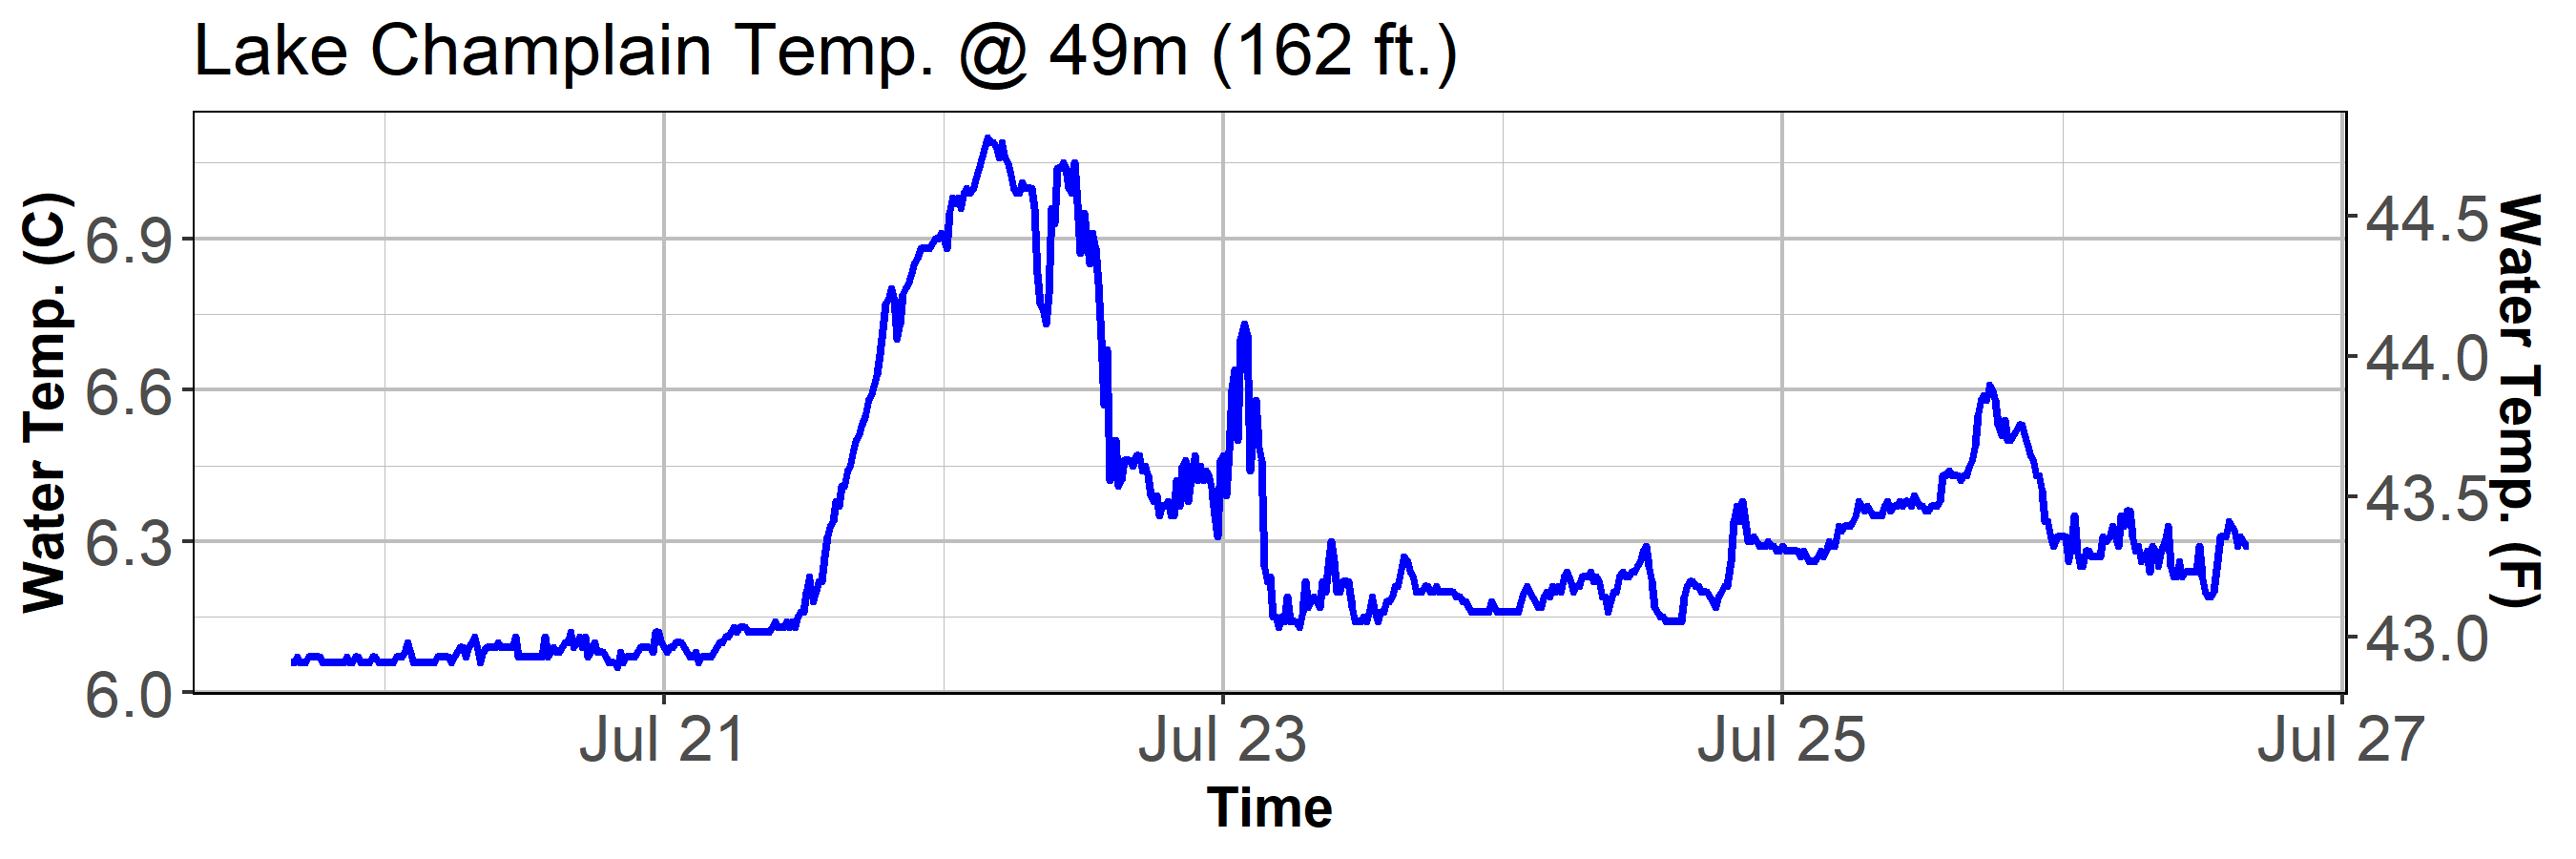 Lake Champlain Temp. @ 49m (162 ft.)
Water Temp. (C)
6.9
6.6
6.3
6.0
44.5
44.0
43.5
43.0
Water Temp. (F)
Jul 21 Jul 23 Jul 25 Jul 27
Time